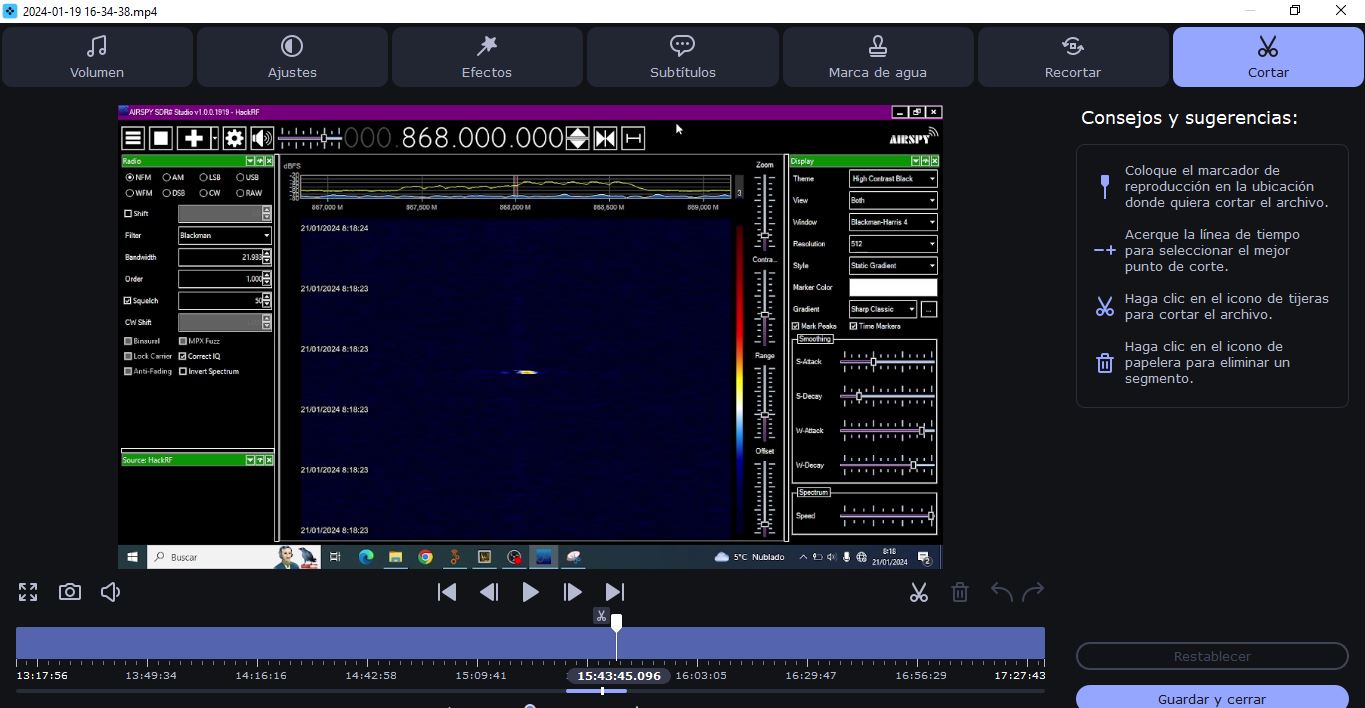 2024-01-19 16-34-38.mp4
Volumen
Ajustes
Efectos
Subtítulos
Marca de agua
Recortar
Cortar
AIRSPY SDR# Studio v1.0.0.1919 - HackRF
000.868.000.000
AIRSPY
Radio
NFM AM LSB USB
WFM DSB CW RAW
Shift
Filter Blackman
Bandwidth 21.933
Order 1,000
Squelch 50
CW Shift
Binaural MPX Fuzz
Lock Carrier Correct IQ
Anti-Fading Invert Spectrum
Source: HackRF
dBFS
3
867,000 M 867,500 M 868,000 M 868,500 M 869,000 M
21/01/2024 8:18:24
21/01/2024 8:18:23
21/01/2024 8:18:23
21/01/2024 8:18:23
21/01/2024 8:18:23
21/01/2024 8:18:23
Zoom
Contra...
Range
Offset
Display
Theme High Contrast Black
View Both
Window Blackman-Harris 4
Resolution 512
Style Static Gradient
Marker Color
Gradient Sharp Classic ...
Mark Peaks Time Markers
Smoothing
S-Attack
S-Decay
W-Attack
W-Decay
Spectrum
Speed
Buscar
5°C Nublado
8:18
21/01/2024
2
Consejos y sugerencias:
Coloque el marcador de
reproducción en la ubicación
donde quiera cortar el archivo.
Acerque la línea de tiempo
para seleccionar el mejor
punto de corte.
Haga clic en el icono de tijeras
para cortar el archivo.
Haga clic en el icono de
papelera para eliminar un
segmento.
13:17:56 13:49:34 14:16:16 14:42:58 15:09:41 15:43:45.096 16:03:05 16:29:47 16:56:29 17:27:43
Restablecer
Guardar y cerrar